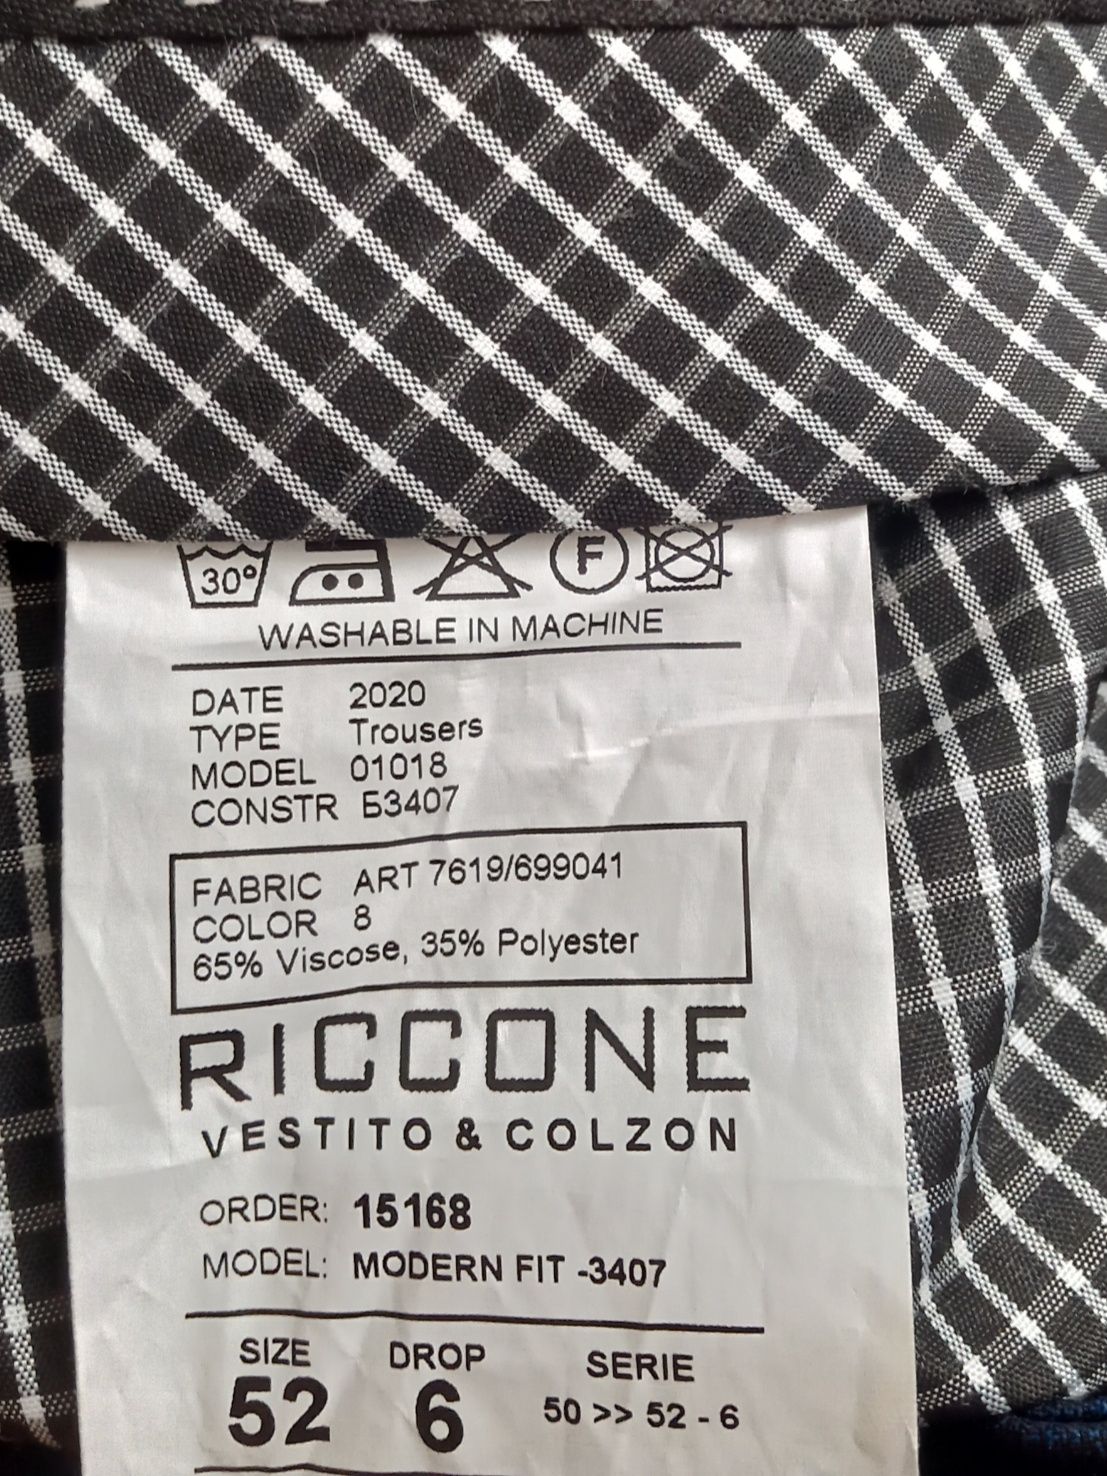 30°
F
WASHABLE IN MACHINE
DATE 2020
TYPE Trousers
MODEL 01018
CONSTR Б3407
FABRIC ART 7619/699041
COLOR 8
65% Viscose, 35% Polyester
RICCONE
VESTITO & COLZON
ORDER: 15168
MODEL: MODERN FIT -3407
SIZE DROP SERIE
52 6 50 >> 52 - 6